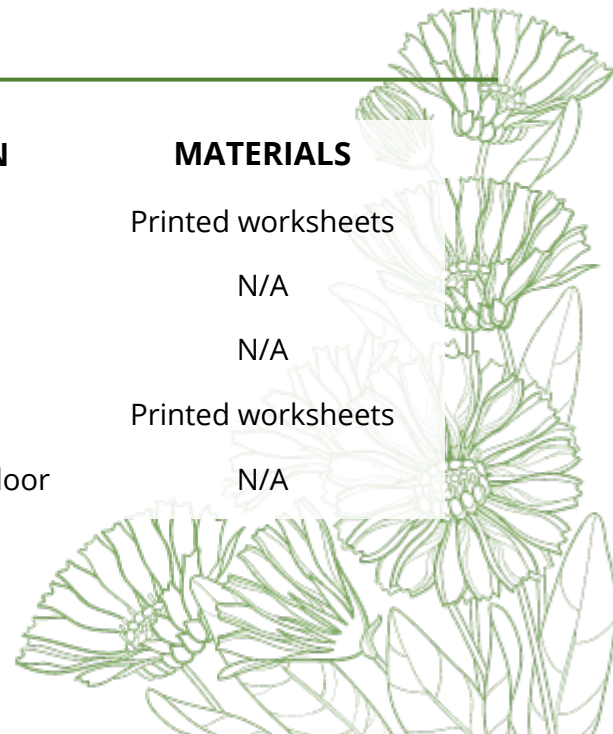 N MATERIALS
Printed worksheets
N/A
N/A
Printed worksheets
loor N/A